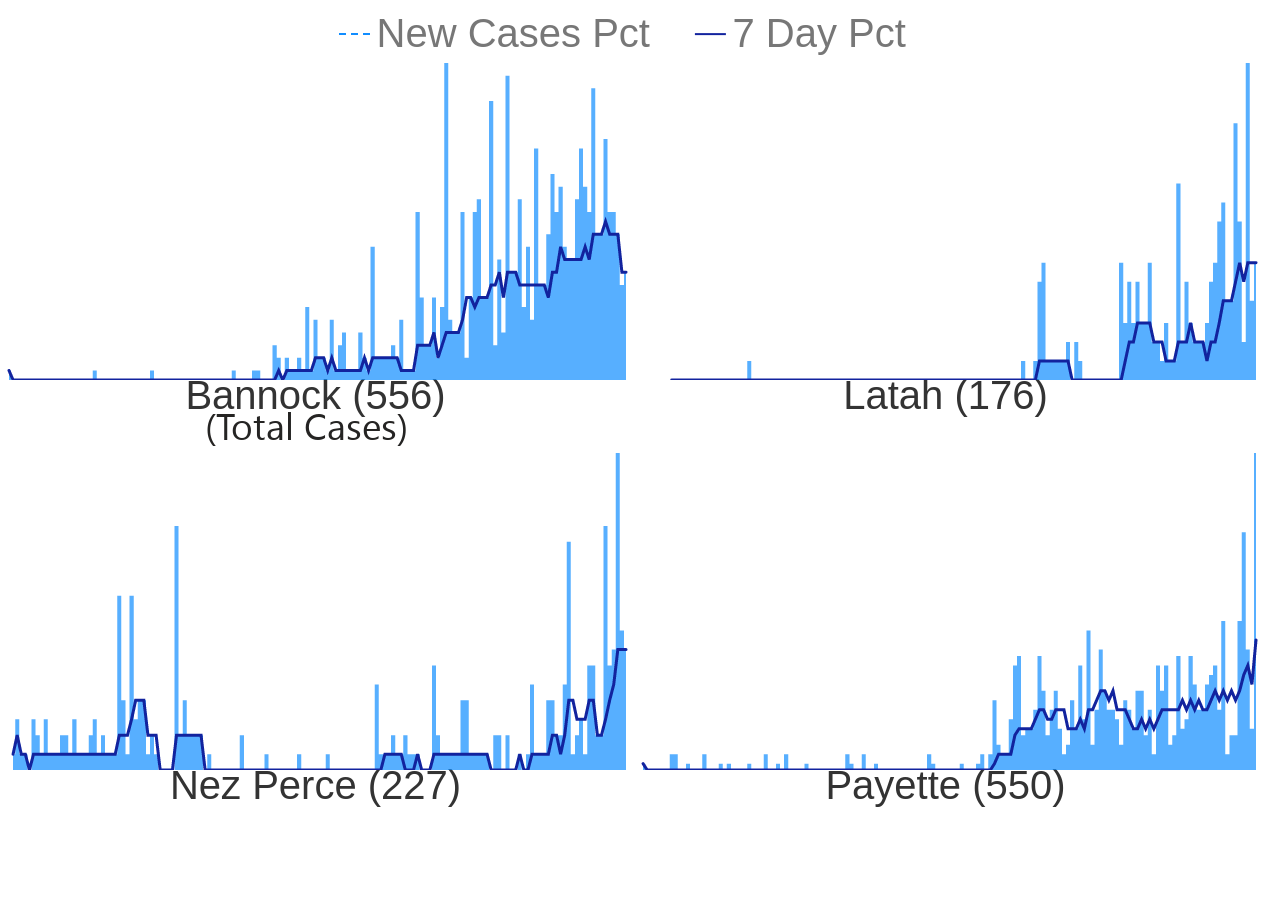 New Cases Pct 7 Day Pct
Bannock (556)
(Total Cases)
Latah (176)
Nez Perce (227)
Payette (550)